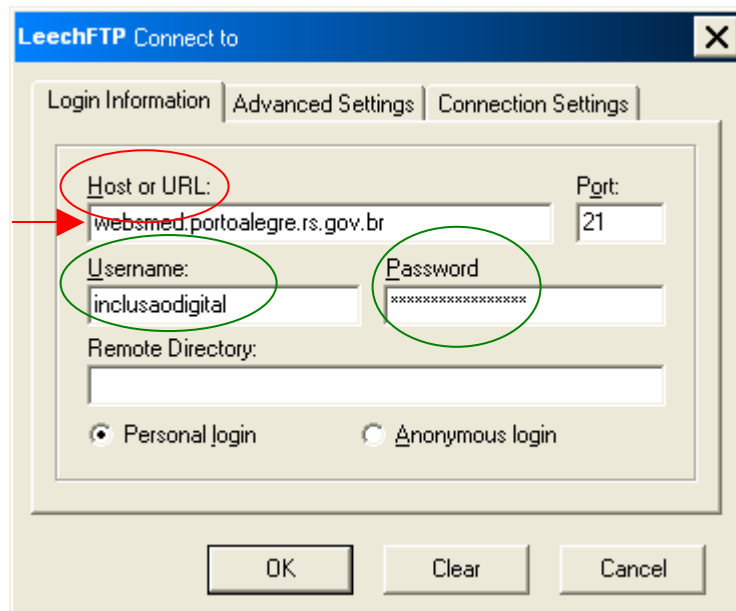 LeechFTP Connect to
Login Information Advanced Settings Connection Settings
Host or URL: Port:
websmed.portoalegre.rs.gov.br 21
Username: Password
inclusaodigital xxxxxxxxxxxxxxxxx
Remote Directory:
Personal login Anonymous login
OK Clear Cancel